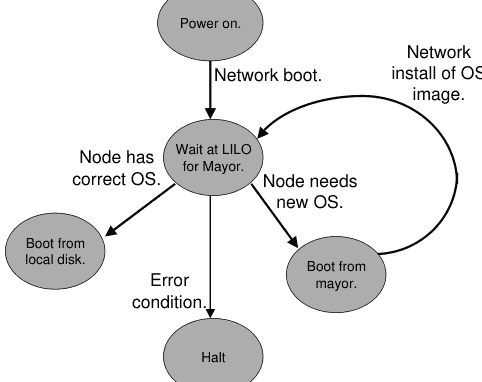 Power on.
Network boot.
Network
install of OS
image.
Wait at LILO
for Mayor.
Node has
correct OS.
Node needs
new OS.
Boot from
local disk.
Boot from
mayor.
Error
condition.
Halt